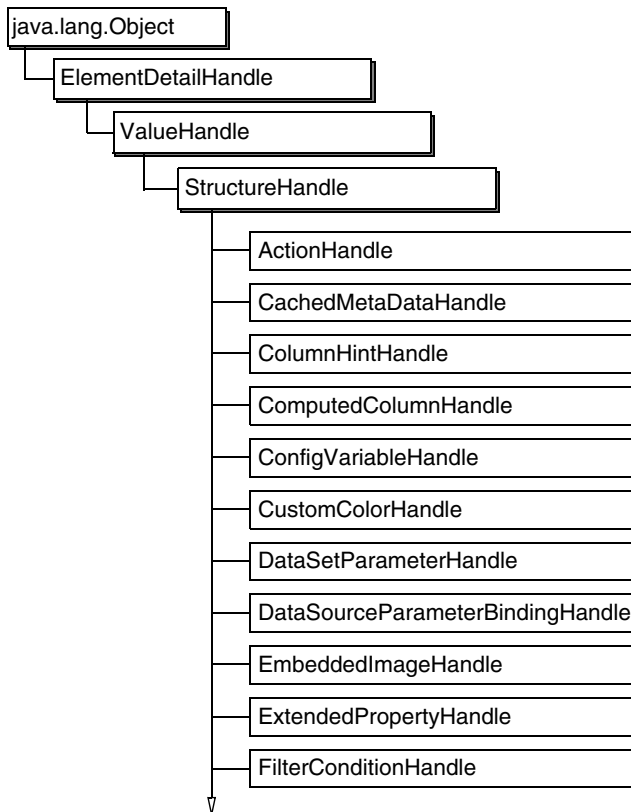 java.lang.Object
ElementDetailHandle
ValueHandle
StructureHandle
ActionHandle
CachedMetaDataHandle
ColumnHintHandle
ComputedColumnHandle
ConfigVariableHandle
CustomColorHandle
DataSetParameterHandle
DataSourceParameterBindingHandle
EmbeddedImageHandle
ExtendedPropertyHandle
FilterConditionHandle